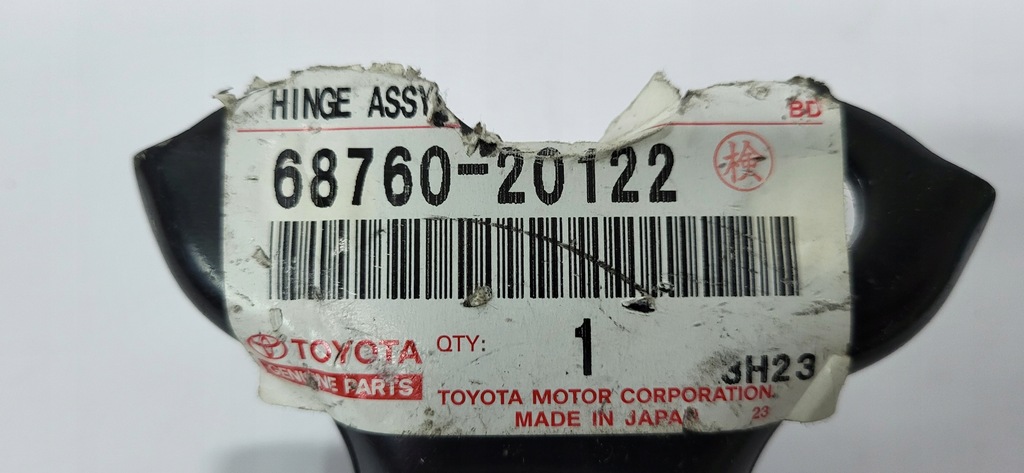 HINGE ASSY
BD
68760-20122
検
TOYOTA QTY: 1
GENUINE PARTS 3H23
TOYOTA MOTOR CORPORATION
MADE IN JAPAN 23